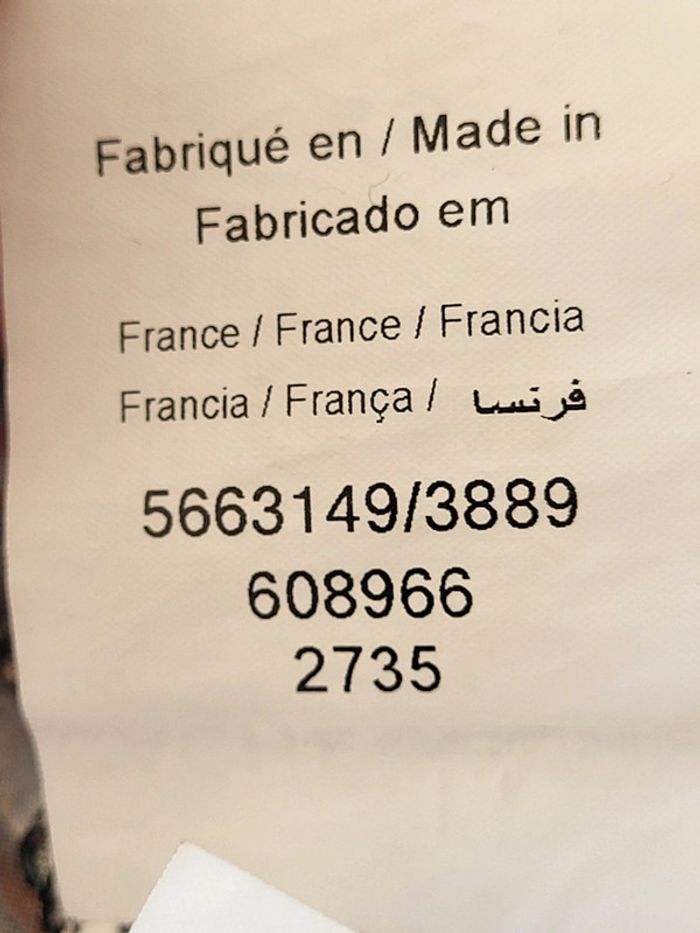 Fabriqué en / Made in
Fabricado em
France / France / Francia
Francia / França / فرنسا
5663149/3889
608966
2735